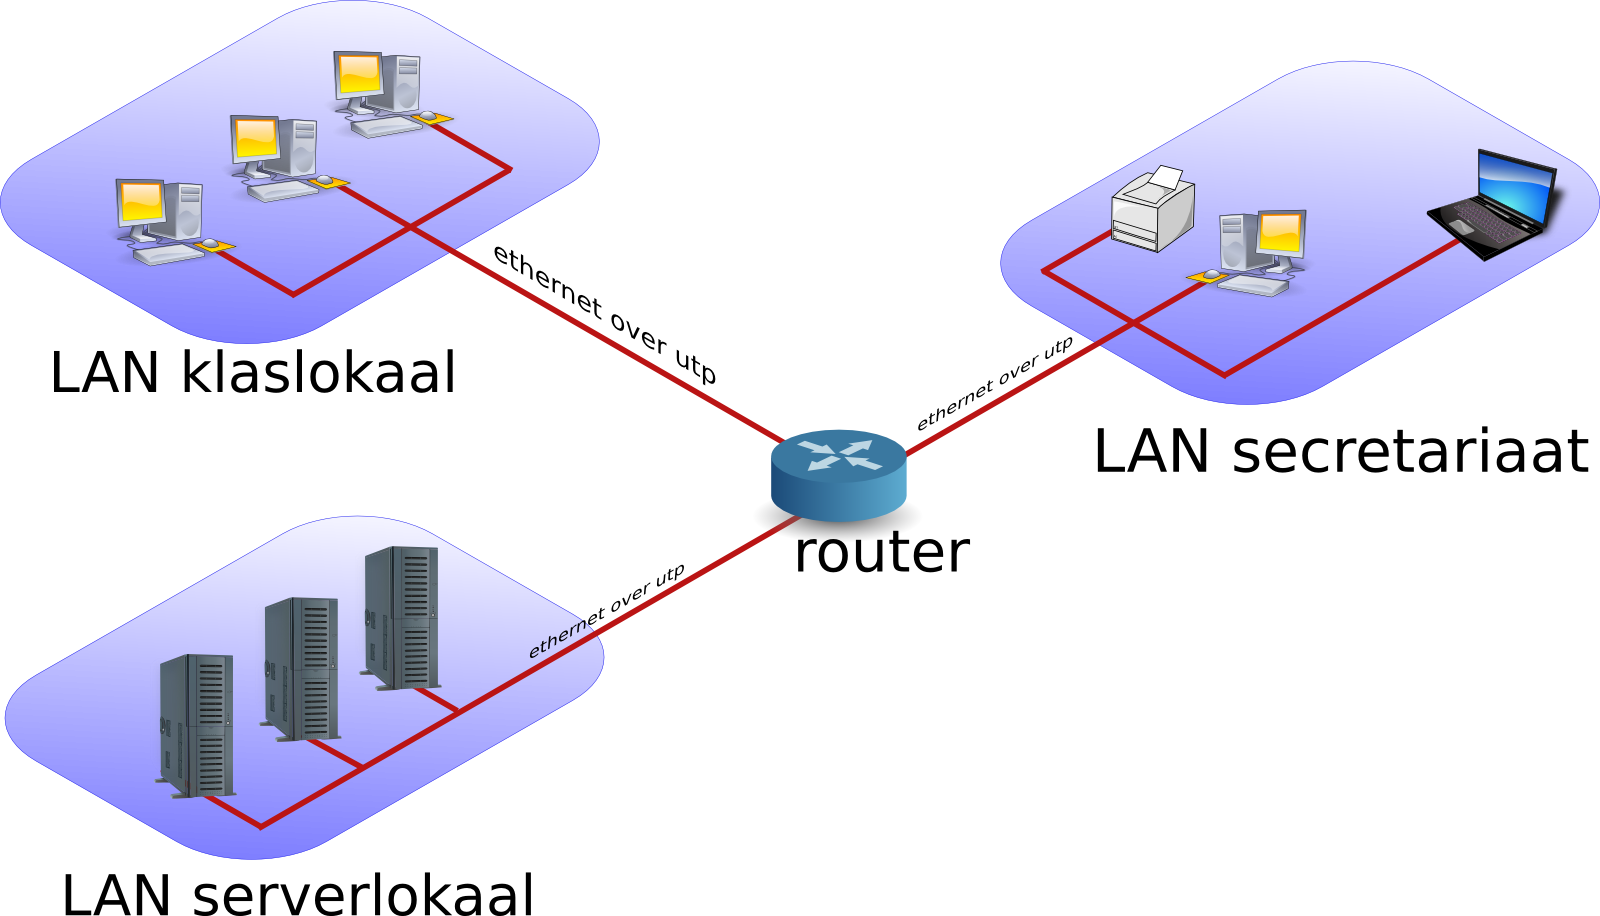 ethernet over utp
LAN klaslokaal
ethernet over utp
LAN secretariaat
router
ethernet over utp
LAN serverlokaal